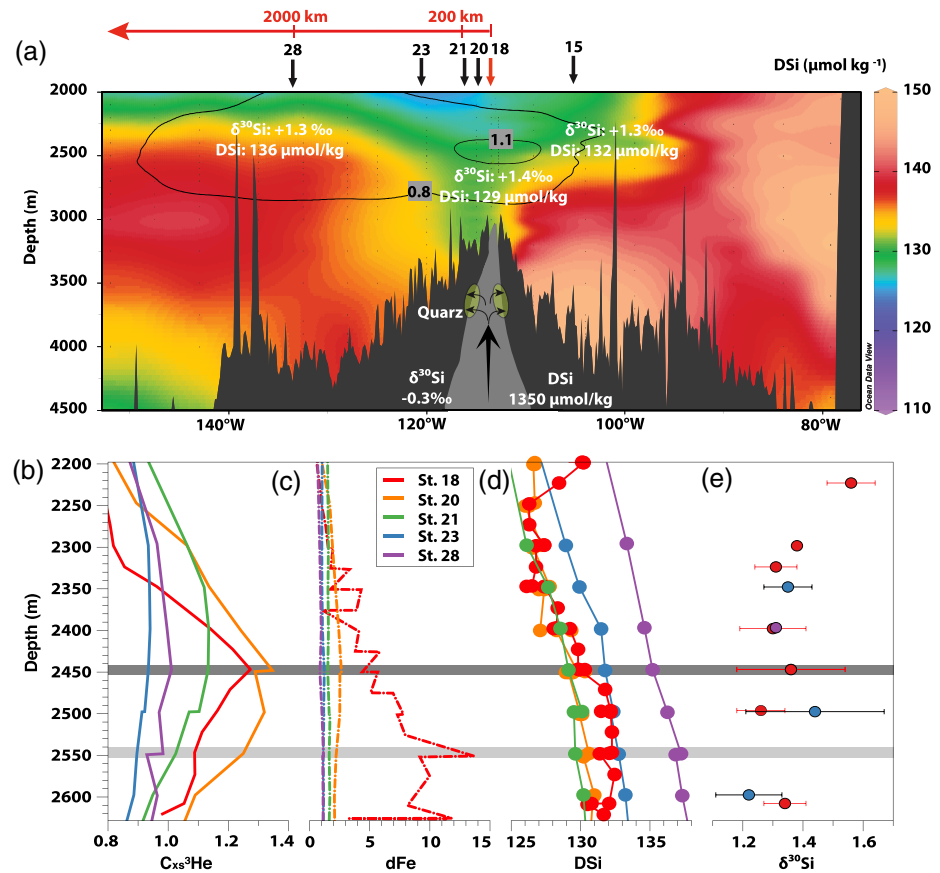 2000 km
200 km
(a)
28
23
21
20
18
15
DSi (μmol kg ⁻¹)
2000
2500
3000
3500
4000
4500
Depth (m)
δ³⁰Si: +1.3 ‰
DSi: 136 μmol/kg
1.1
δ³⁰Si: +1.3‰
DSi: 132 μmol/kg
δ³⁰Si: +1.4‰
DSi: 129 μmol/kg
0.8
Quarz
δ³⁰Si
-0.3‰
DSi
1350 μmol/kg
Ocean Data View
150
140
130
120
110
140°W
120°W
100°W
80°W
(b)
(c)
(d)
(e)
St. 18
St. 20
St. 21
St. 23
St. 28
2200
2250
2300
2350
2400
2450
2500
2550
2600
Depth (m)
0.8 1.0 1.2 1.4
Cxs³He
0 5 10 15
dFe
125 130 135
DSi
1.2 1.4 1.6
δ³⁰Si